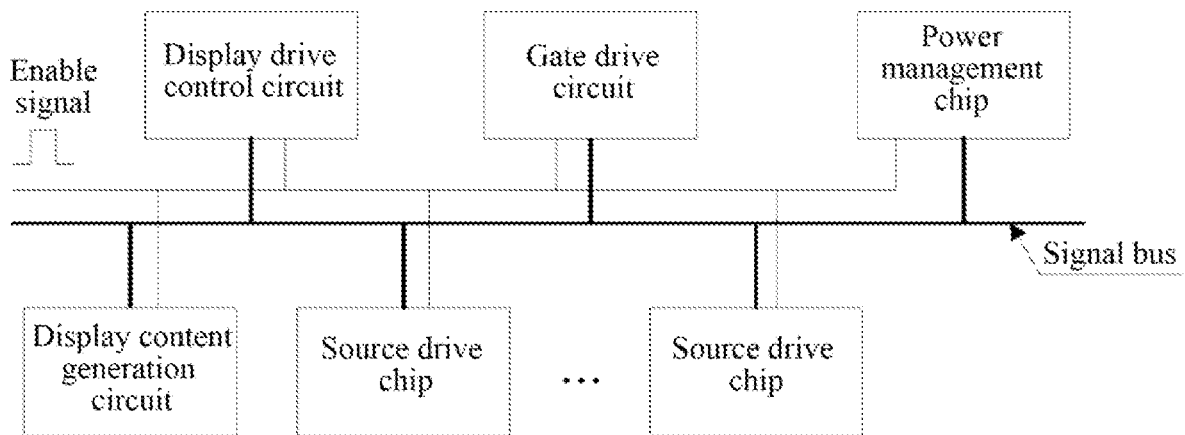 Enable
signal
Display drive
control circuit
Gate drive
circuit
Power
management
chip
Signal bus
Display content
generation
circuit
Source drive
chip
...
Source drive
chip